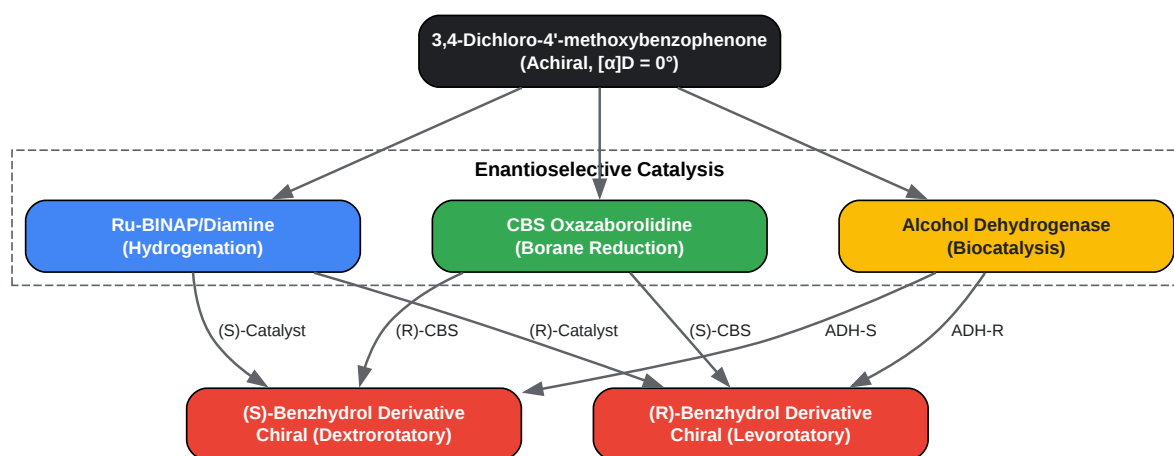 3,4-Dichloro-4'-methoxybenzophenone
(Achiral, [α]D = 0°)
Enantioselective Catalysis
Ru-BINAP/Diamine
(Hydrogenation)
CBS Oxazaborolidine
(Borane Reduction)
Alcohol Dehydrogenase
(Biocatalysis)
(S)-Catalyst
(R)-CBS
(R)-Catalyst
(S)-CBS
ADH-S
ADH-R
(S)-Benzhydrol Derivative
Chiral (Dextrorotatory)
(R)-Benzhydrol Derivative
Chiral (Levorotatory)